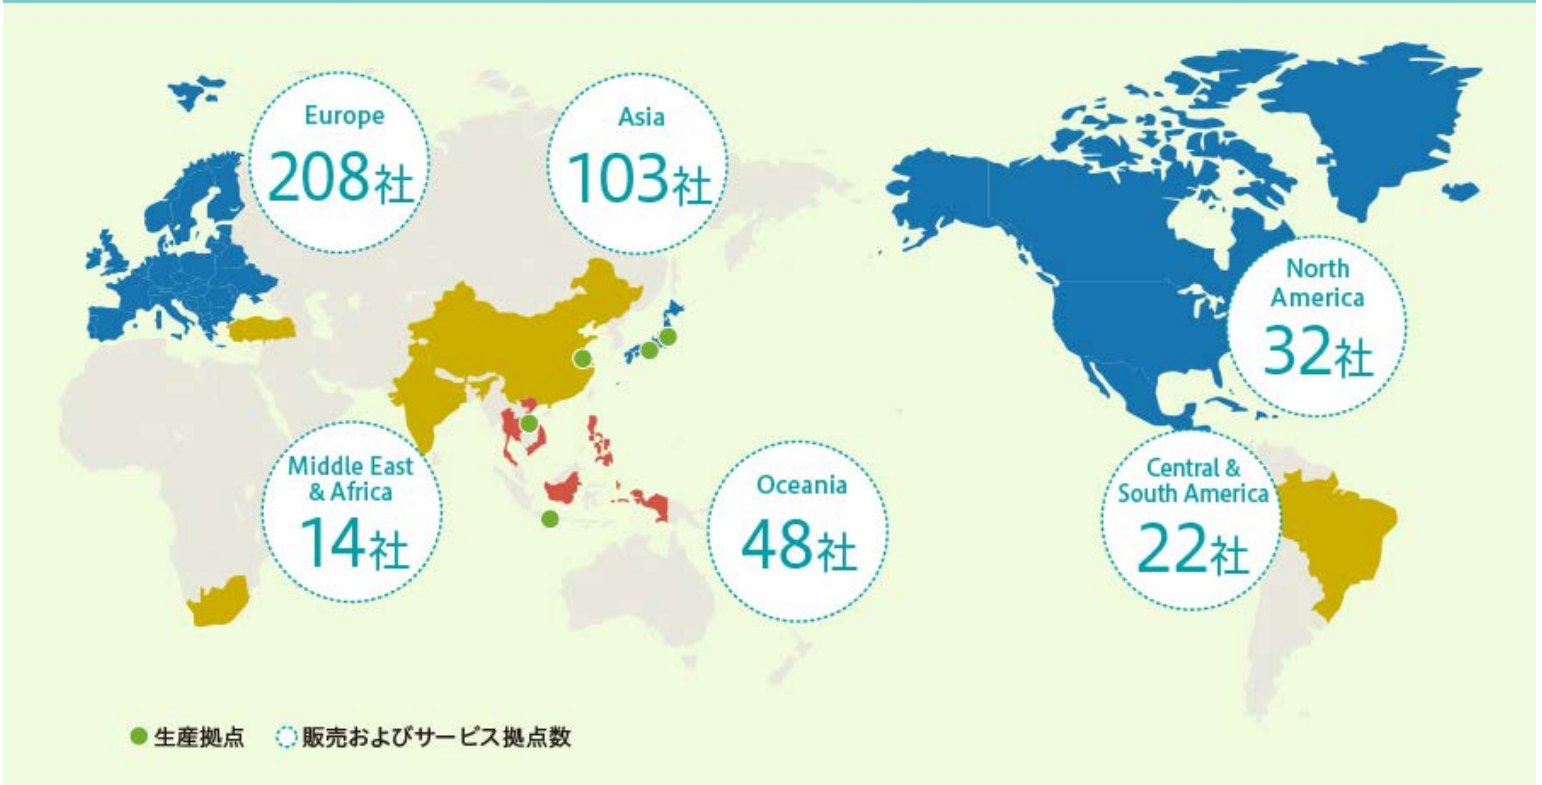 Europe
208社
Asia
103社
North
America
32社
Middle East
& Africa
14社
Oceania
48社
Central &
South America
22社
生産拠点
販売およびサービス拠点数